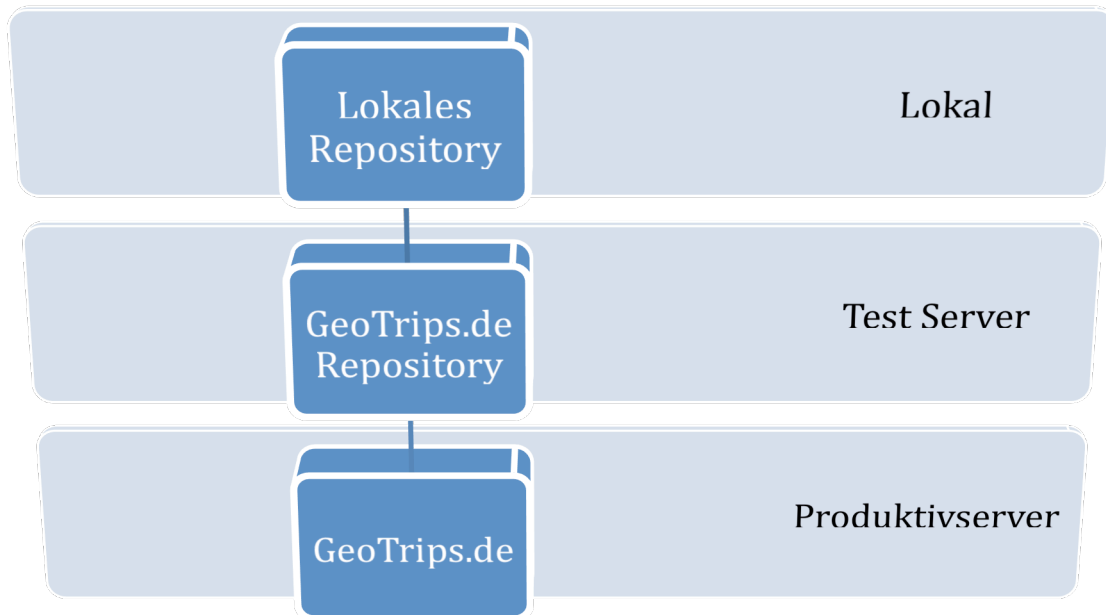 Lokales
Repository
Lokal
GeoTrips.de
Repository
Test Server
GeoTrips.de
Produktivserver